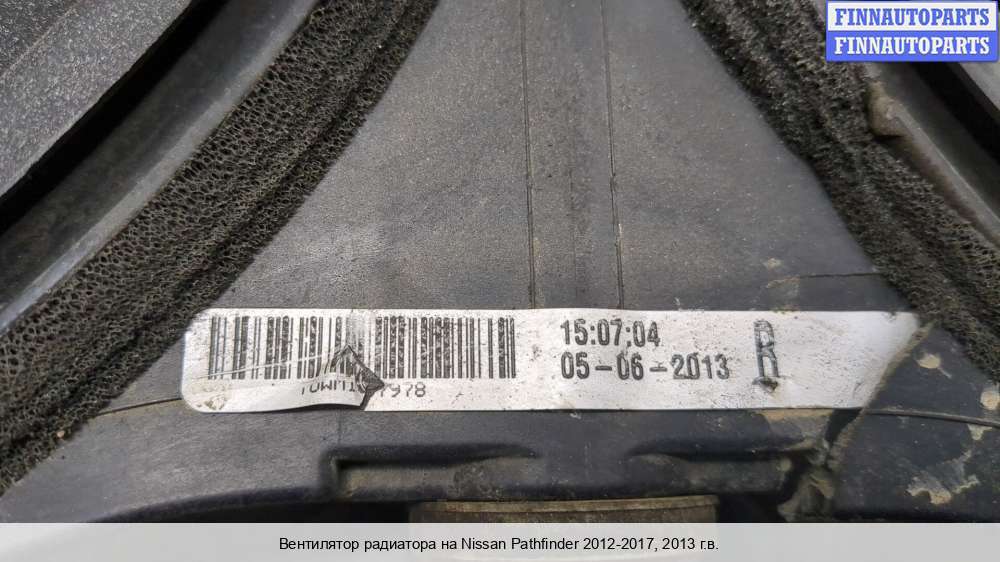 FINNAUTOPARTS
FINNAUTOPARTS
15:07:04
05-06-2013
R
Вентилятор радиатора на Nissan Pathfinder 2012-2017, 2013 г.в.